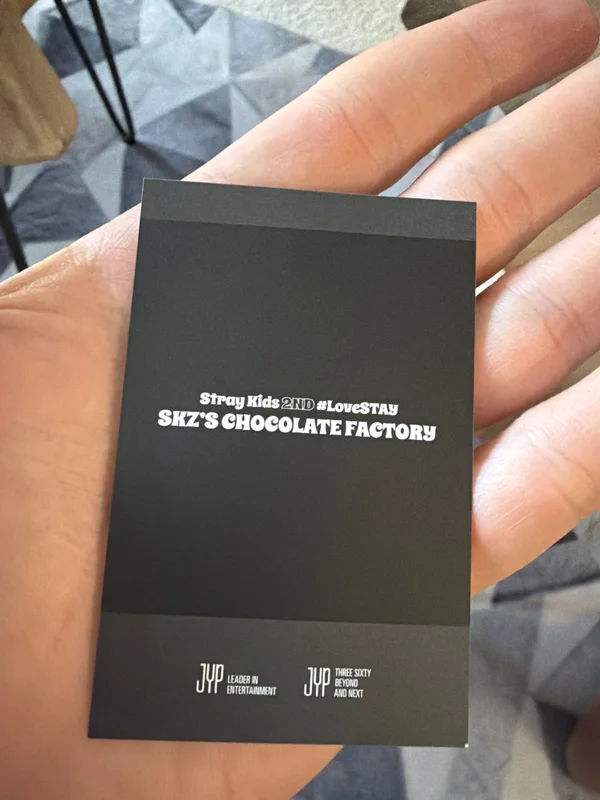 Stray Kids 2ND #LoveSTAY
SKZ'S CHOCOLATE FACTORY
JYP LEADER IN ENTERTAINMENT
JYP THREE SIXTY BEYOND AND NEXT